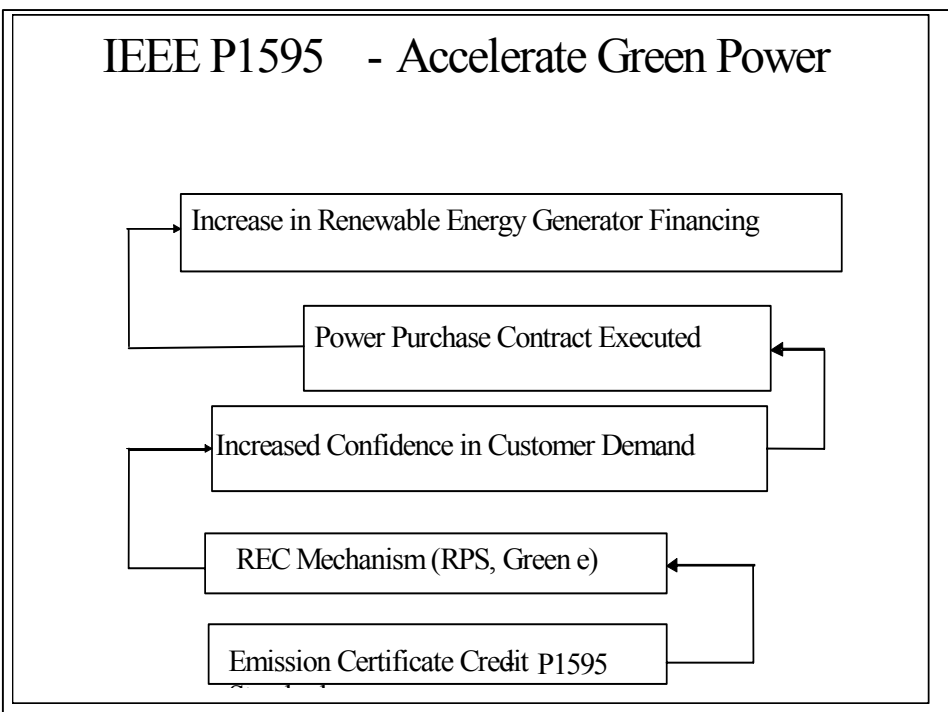 IEEE P1595 - Accelerate Green Power
Increase in Renewable Energy Generator Financing
Power Purchase Contract Executed
Increased Confidence in Customer Demand
REC Mechanism (RPS, Green e)
Emission Certificate Credit - P1595